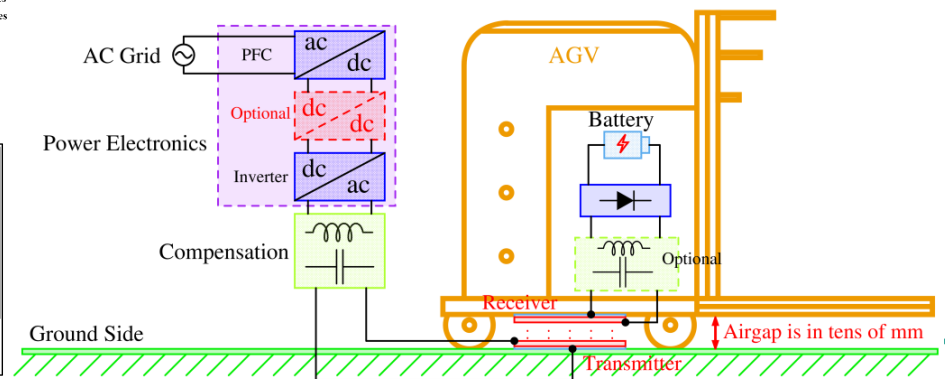 es
AC Grid
PFC
ac
dc
AGV
Optional
dc
dc
Battery
Power Electronics
Inverter
dc
ac
Compensation
Optional
Receiver
Ground Side
Airgap is in tens of mm
Transmitter